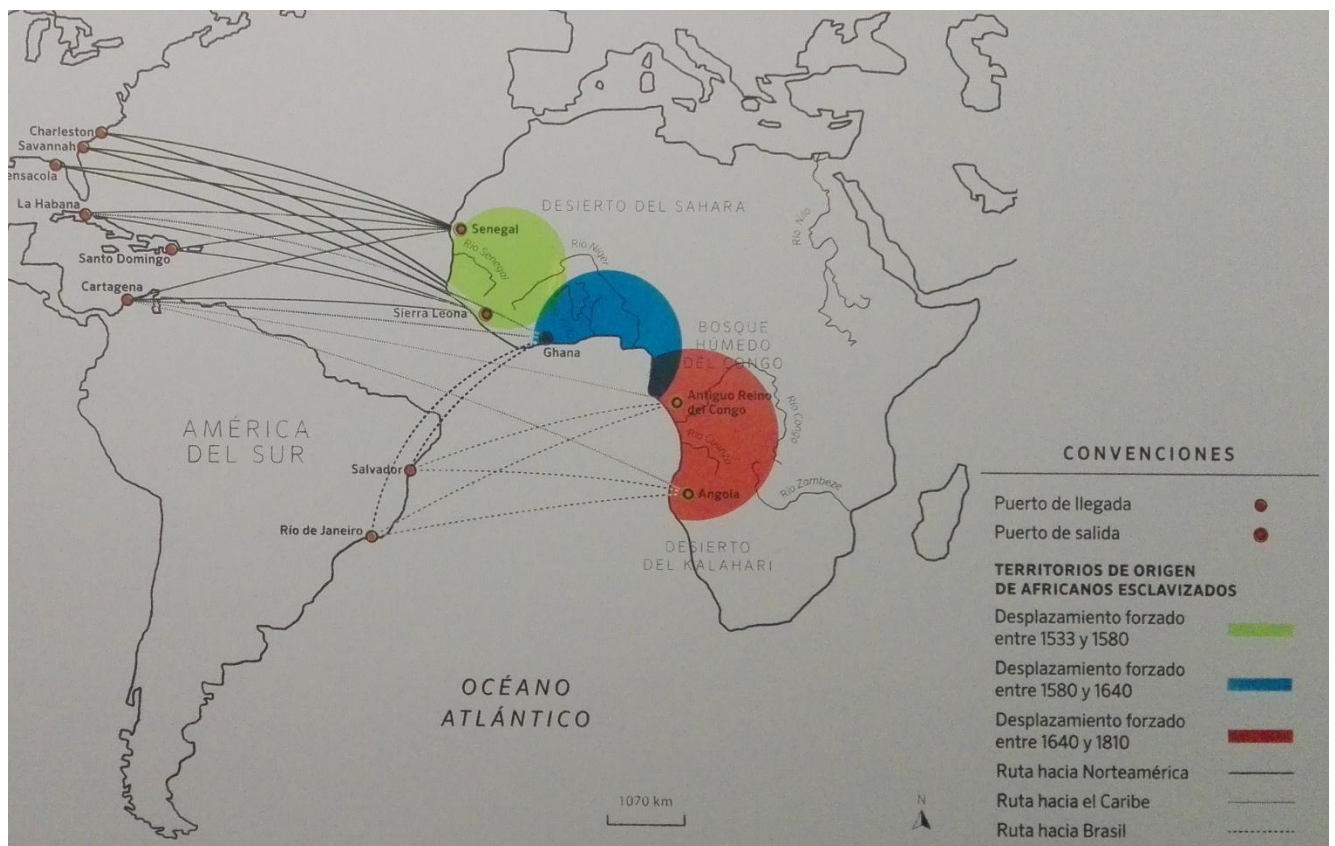 Charleston
Savannah
ensacola
La Habana
Santo Domingo
Cartagena
DESIERTO DEL SAHARA
Senegal
Río Senegal
Río Níger
Río Nilo
Sierra Leona
Ghana
BOSQUE
HÚMEDO
DEL CONGO
Antiguo Reino
del Congo
Río Congo
Río Cuanza
AMÉRICA
DEL SUR
Salvador
Angola
Río Zambeze
Río de Janeiro
DESIERTO
DEL KALAHARI
OCÉANO
ATLÁNTICO
1070 km
N
CONVENCIONES
Puerto de llegada
Puerto de salida
TERRITORIOS DE ORIGEN
DE AFRICANOS ESCLAVIZADOS
Desplazamiento forzado
entre 1533 y 1580
Desplazamiento forzado
entre 1580 y 1640
Desplazamiento forzado
entre 1640 y 1810
Ruta hacia Norteamérica
Ruta hacia el Caribe
Ruta hacia Brasil